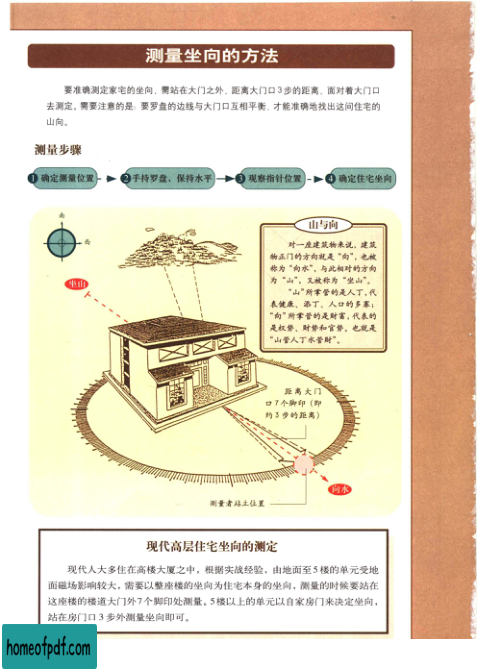 测量坐向的方法
要准确测定家宅的坐向，需站在大门之外，距离大门口3步的距离，面对着大门口
去测定。需要注意的是：要罗盘的边线与大门口互相平衡，才能准确地找出这间住宅的
山向。
测量步骤
1 确定测量位置
2 手持罗盘，保持水平
3 观察指针位置
4 确定住宅坐向
山与向
对一座建筑物来说，建筑
物正门的方向就是“向”，也被
称为“向水”。与此相对的方向
为“山”，又被称为“坐山”。
“山”所掌管的是人丁，代
表健康、添丁、人口的多寡；
“向”所掌管的是财富，代表的
是权势、财势和官势。也就是
“山管人丁水管财”。
坐山
距离大门
口7个脚印（即
约3步的距离）
向水
测量者站立位置
现代高层住宅坐向的测定
现代人大多住在高楼大厦之中，根据实战经验，由地面至5楼的单元受地
面磁场影响较大，需要以整座楼的坐向为住宅本身的坐向，测量的时候要站在
这座楼的楼道大门外7个脚印处测量。5楼以上的单元以自家房门来决定坐向，
站在房门口3步外测量坐向即可。
homeofpdf.com